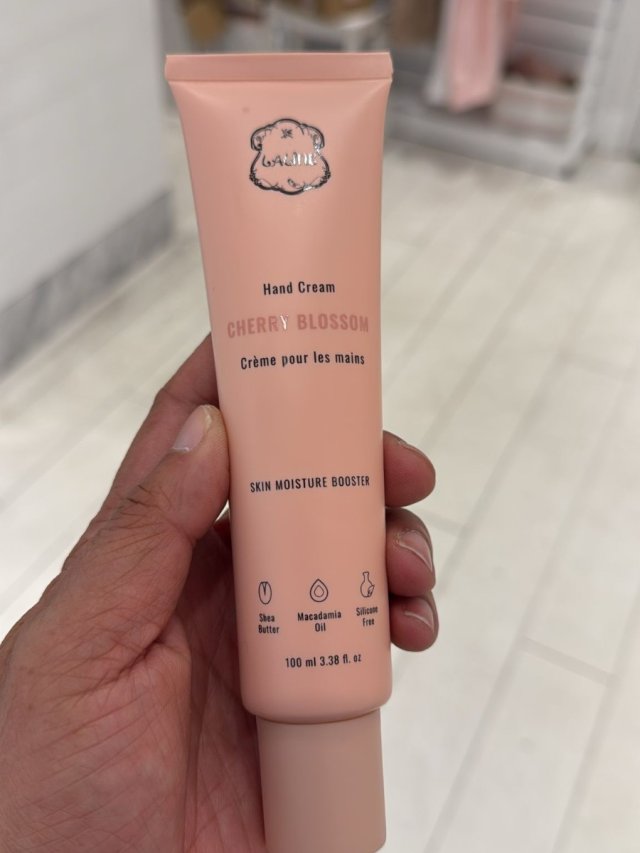 LALINE
Hand Cream
CHERRY BLOSSOM
Crème pour les mains
SKIN MOISTURE BOOSTER
Shea Butter
Macadamia Oil
Silicone Free
100 ml 3.38 fl. oz